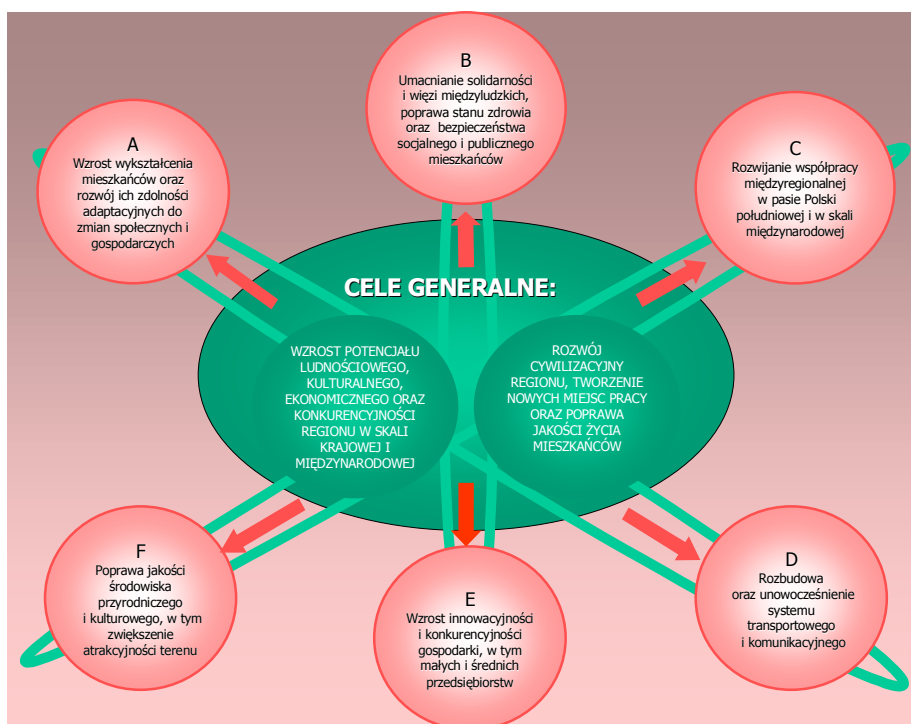 B
Umacnianie solidarności
i więzi międzyludzkich,
poprawa stanu zdrowia
oraz bezpieczeństwa
socjalnego i publicznego
mieszkańców
A
Wzrost wykształcenia
mieszkańców oraz
rozwój ich zdolności
adaptacyjnych do
zmian społecznych i
gospodarczych
C
Rozwijanie współpracy
międzyregionalnej
w pasie Polski
południowej i w skali
międzynarodowej
CELE GENERALNE:
WZROST POTENCJAŁU
LUDNOŚCIOWEGO,
KULTURALNEGO,
EKONOMICZNEGO ORAZ
KONKURENCYJNOŚCI
REGIONU W SKALI
KRAJOWEJ I
MIĘDZYNARODOWEJ
ROZWÓJ
CYWILIZACYJNY
REGIONU, TWORZENIE
NOWYCH MIEJSC PRACY
ORAZ POPRAWA
JAKOŚCI ŻYCIA
MIESZKAŃCÓW
F
Poprawa jakości
środowiska
przyrodniczego
i kulturowego, w tym
zwiększenie
atrakcyjności terenu
E
Wzrost innowacyjności
i konkurencyjności
gospodarki, w tym
małych i średnich
przedsiębiorstw
D
Rozbudowa
oraz unowocześnienie
systemu
transportowego
i komunikacyjnego